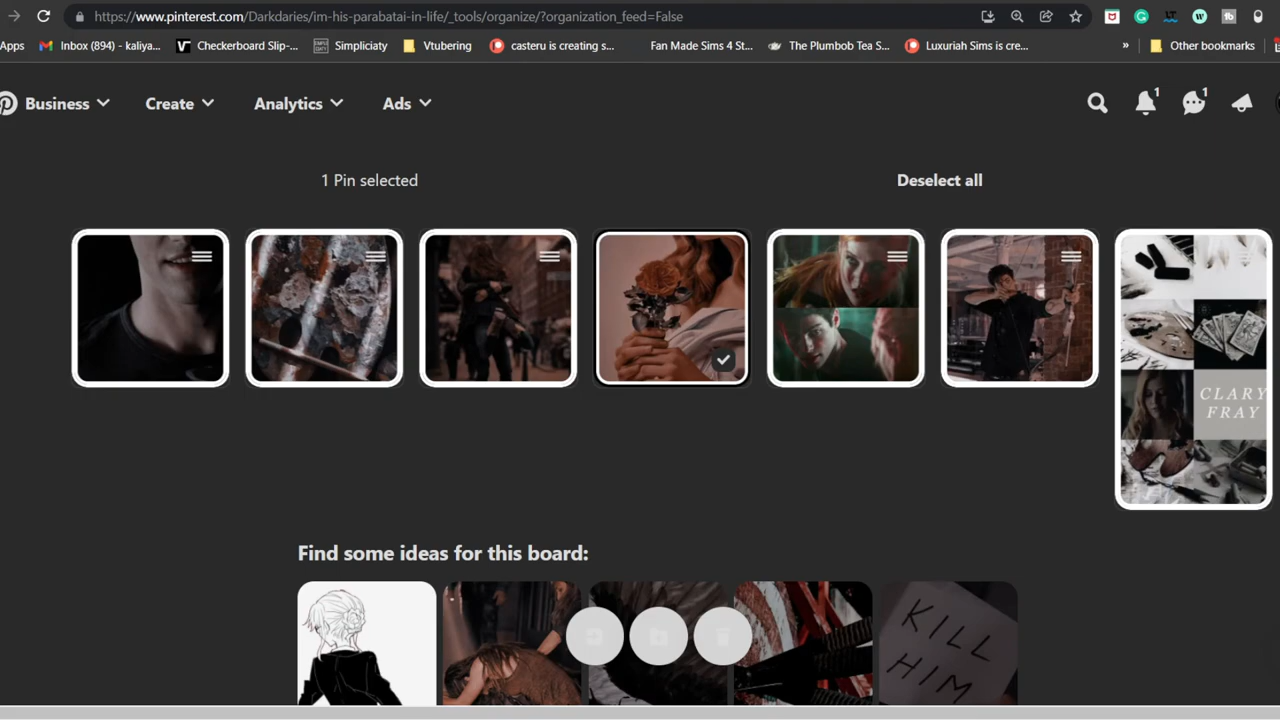 https://www.pinterest.com/Darkdaries/im-his-parabatai-in-life/_tools/organize/?organization_feed=False
Apps
Inbox (894) - kaliya...
Checkerboard Slip-...
Simpliciaty
Vtubering
casteru is creating s...
Fan Made Sims 4 St...
The Plumbob Tea S...
Luxuriah Sims is cre...
»
Other bookmarks
Business
Create
Analytics
Ads
1
1
1 Pin selected
Deselect all
CLARY
FRAY
Find some ideas for this board:
KILL
HIM